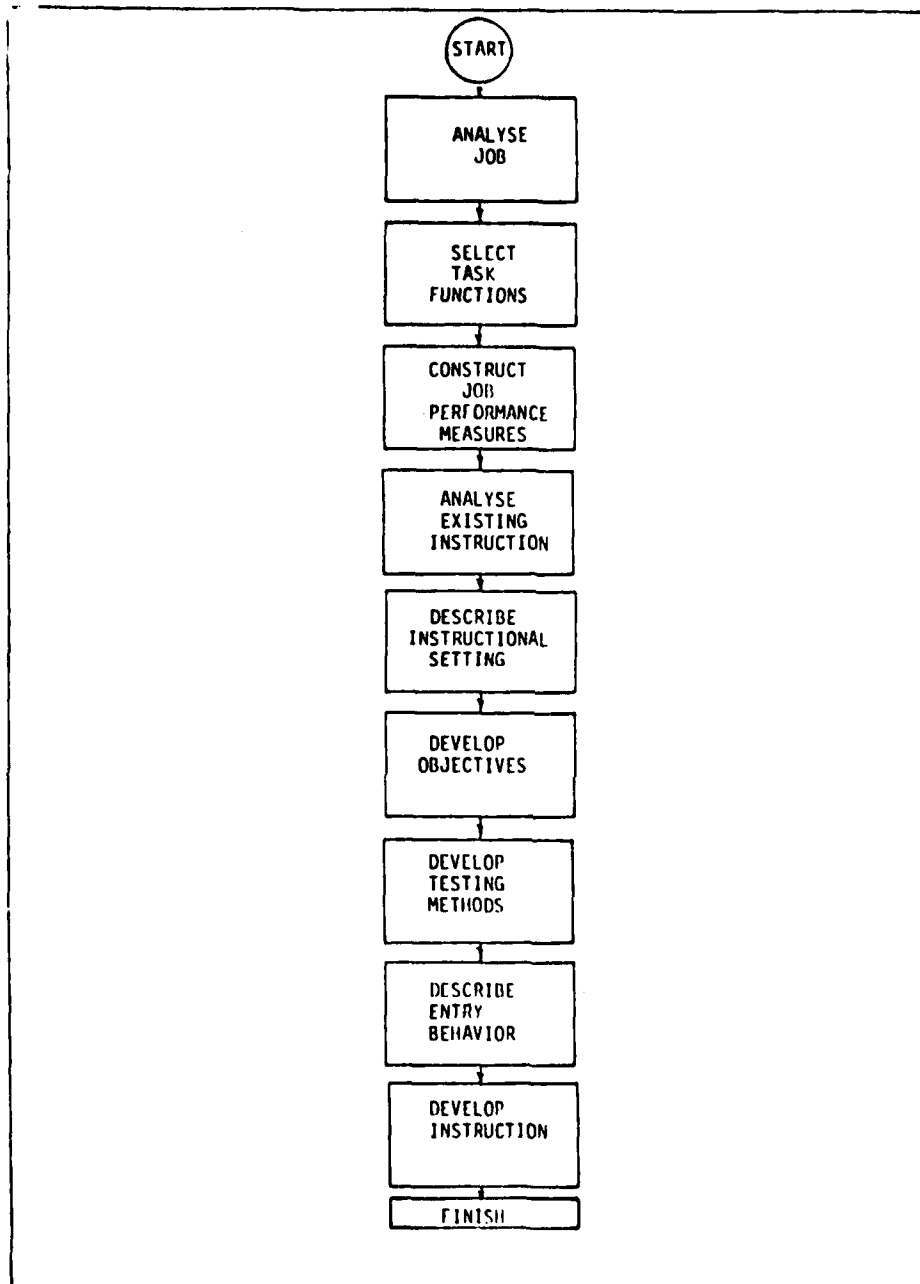 START
ANALYSE
JOB
SELECT
TASK
FUNCTIONS
CONSTRUCT
JOB
PERFORMANCE
MEASURES
ANALYSE
EXISTING
INSTRUCTION
DESCRIBE
INSTRUCTIONAL
SETTING
DEVELOP
OBJECTIVES
DEVELOP
TESTING
METHODS
DESCRIBE
ENTRY
BEHAVIOR
DEVELOP
INSTRUCTION
FINISH